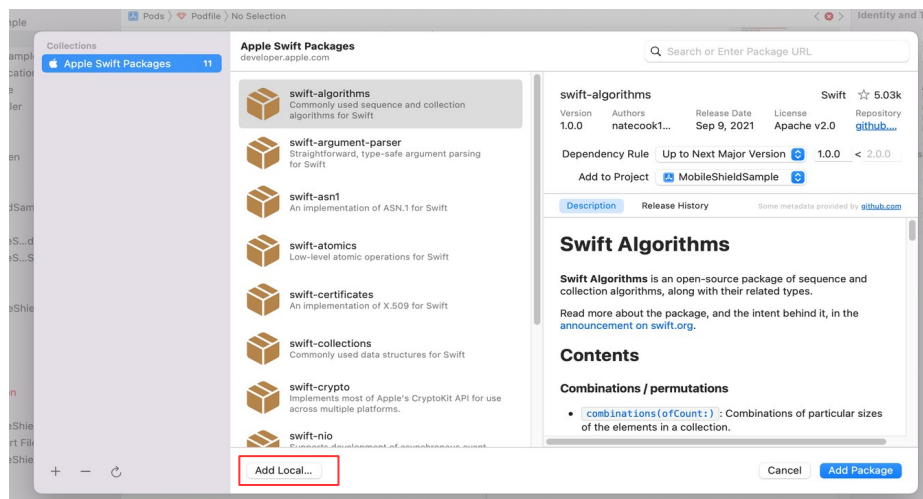 Pods
Podfile
No Selection
Identity and T
Collections
Apple Swift Packages 11
Apple Swift Packages
developer.apple.com
Search or Enter Package URL
swift-algorithms
Commonly used sequence and collection
algorithms for Swift
swift-argument-parser
Straightforward, type-safe argument parsing
for Swift
swift-asn1
An implementation of ASN.1 for Swift
swift-atomics
Low-level atomic operations for Swift
swift-certificates
An implementation of X.509 for Swift
swift-collections
Commonly used data structures for Swift
swift-crypto
Implements most of Apple's CryptoKit API for use
across multiple platforms.
swift-nio
Add Local...
swift-algorithms Swift 5.03k
Version Authors Release Date License Repository
1.0.0 natecook1... Sep 9, 2021 Apache v2.0 github....
Dependency Rule Up to Next Major Version 1.0.0 < 2.0.0
Add to Project MobileShieldSample
Description Release History Some metadata provided by github.com
Swift Algorithms
Swift Algorithms is an open-source package of sequence and
collection algorithms, along with their related types.
Read more about the package, and the intent behind it, in the
announcement on swift.org.
Contents
Combinations / permutations
• combinations(ofCount:) : Combinations of particular sizes
of the elements in a collection.
Cancel Add Package